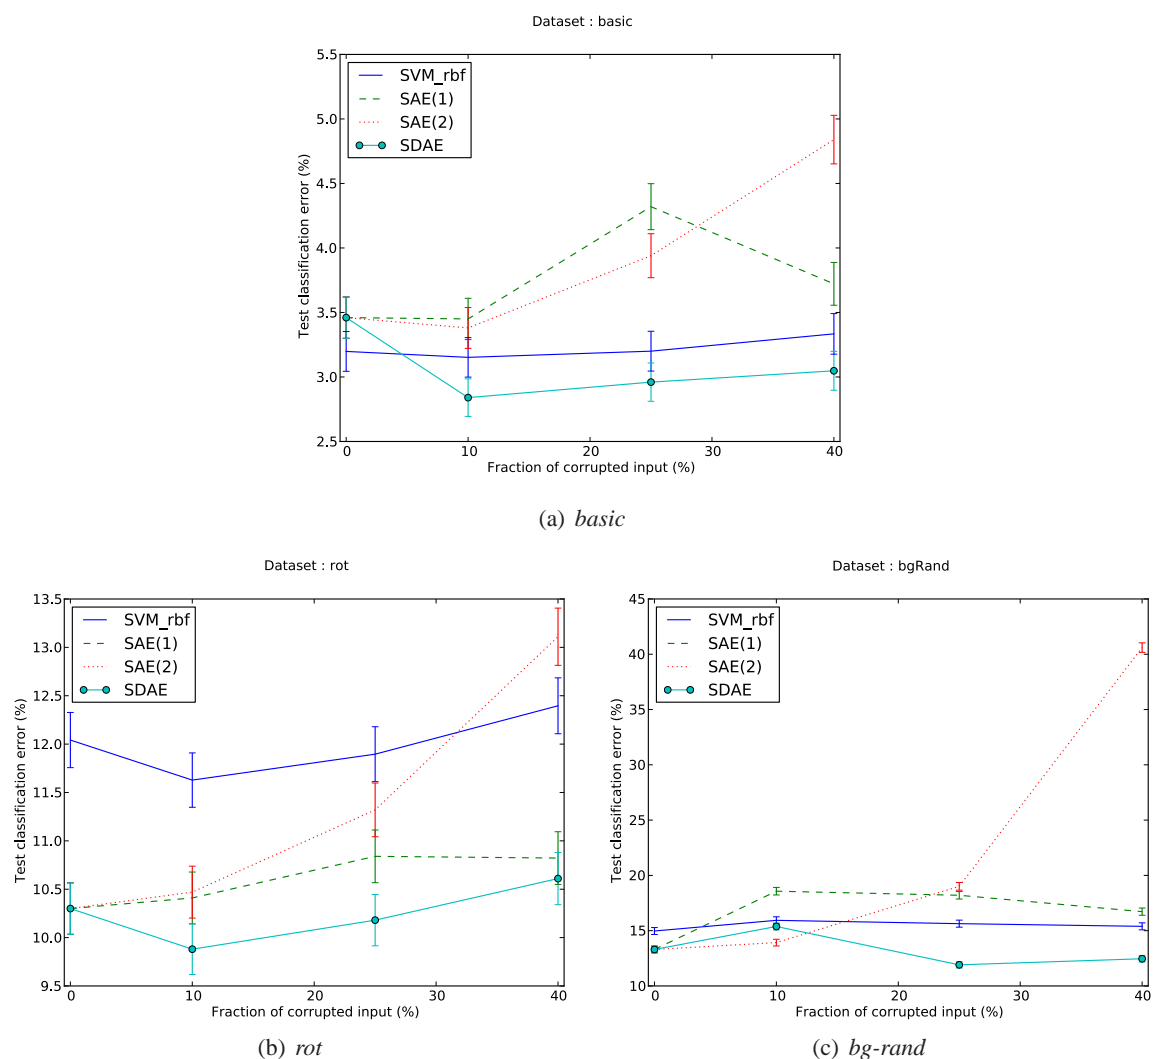 Dataset : basic
5.5
5.0
4.5
4.0
3.5
3.0
2.5
Test classification error (%)
SVM_rbf
SAE(1)
SAE(2)
SDAE
0 10 20 30 40
Fraction of corrupted input (%)
(a) basic
Dataset : rot
13.5
13.0
12.5
12.0
11.5
11.0
10.5
10.0
9.5
Test classification error (%)
SVM_rbf
SAE(1)
SAE(2)
SDAE
0 10 20 30 40
Fraction of corrupted input (%)
(b) rot
Dataset : bgRand
45
40
35
30
25
20
15
10
Test classification error (%)
SVM_rbf
SAE(1)
SAE(2)
SDAE
0 10 20 30 40
Fraction of corrupted input (%)
(c) bg-rand